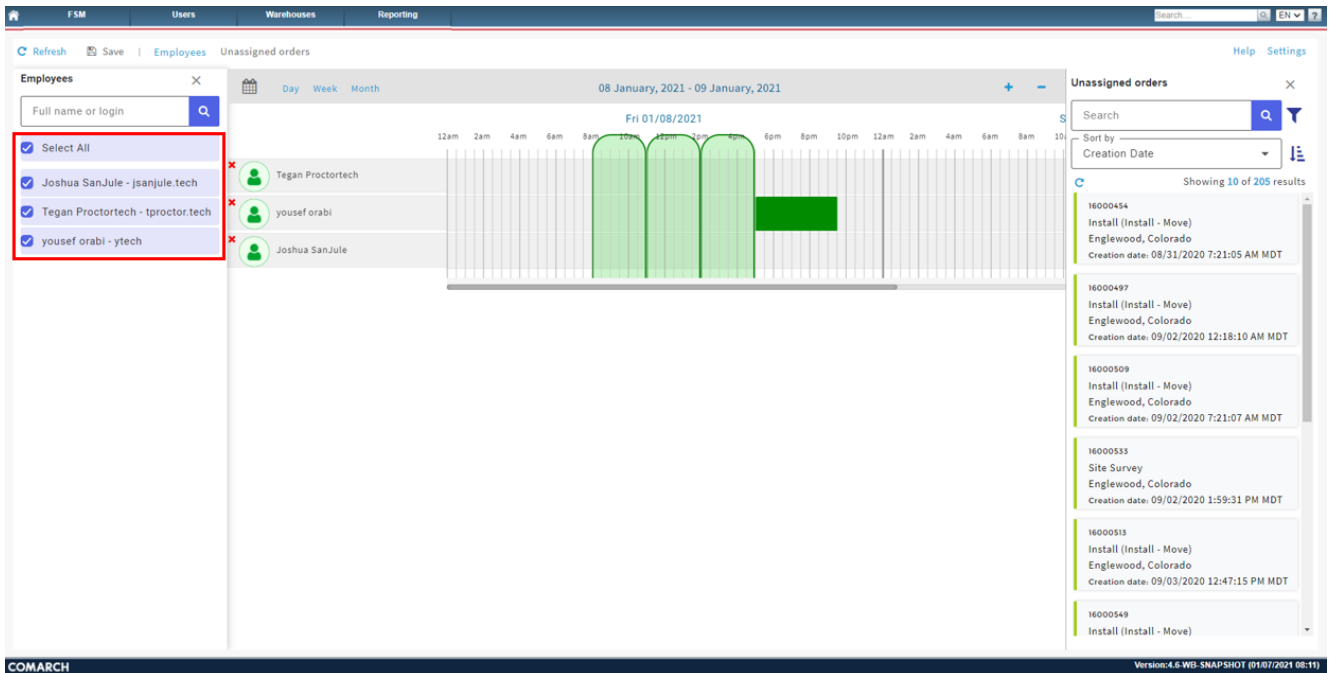 FSM Users Warehouses Reporting Search... EN ?
Refresh Save | Employees Unassigned orders Help Settings
Employees
Full name or login
Select All
Joshua SanJule - jsanjule.tech
Tegan Proctortech - tproctor.tech
yousef orabi - ytech
Day Week Month 08 January, 2021 - 09 January, 2021 + -
Fri 01/08/2021 S
12am 2am 4am 6am 8am 10am 12pm 2pm 4pm 6pm 8pm 10pm 12am 2am 4am 6am 8am 10
Tegan Proctortech
yousef orabi
Joshua SanJule
Unassigned orders
Search
Sort by
Creation Date
Showing 10 of 205 results
16000454
Install (Install - Move)
Englewood, Colorado
Creation date: 08/31/2020 7:21:05 AM MDT
16000497
Install (Install - Move)
Englewood, Colorado
Creation date: 09/02/2020 12:18:10 AM MDT
16000509
Install (Install - Move)
Englewood, Colorado
Creation date: 09/02/2020 7:21:07 AM MDT
16000533
Site Survey
Englewood, Colorado
Creation date: 09/02/2020 1:59:31 PM MDT
16000513
Install (Install - Move)
Englewood, Colorado
Creation date: 09/03/2020 12:47:15 PM MDT
16000549
Install (Install - Move)
COMARCH Version:4.6-WB-SNAPSHOT (01/07/2021 08:11)